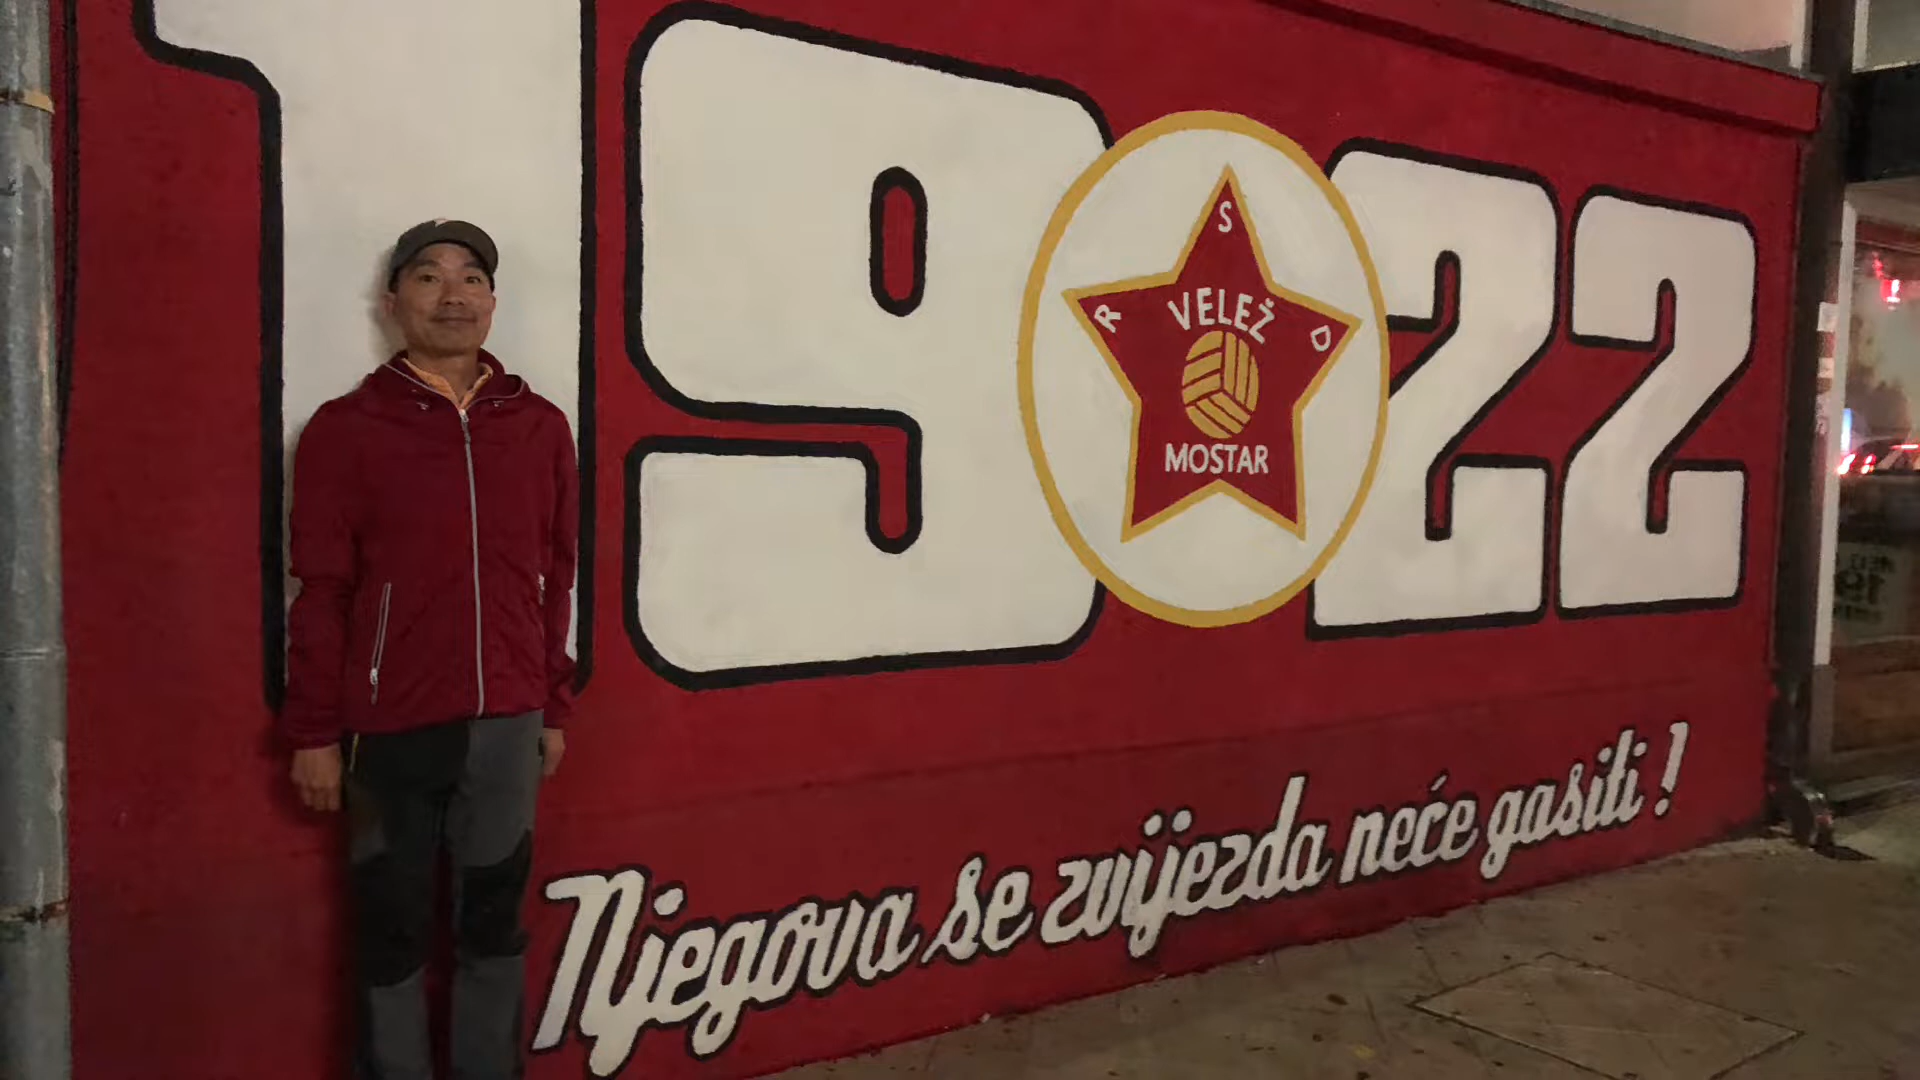 1922
R S D
VELEŽ
MOSTAR
Njegova se zvijezda neće gasiti!